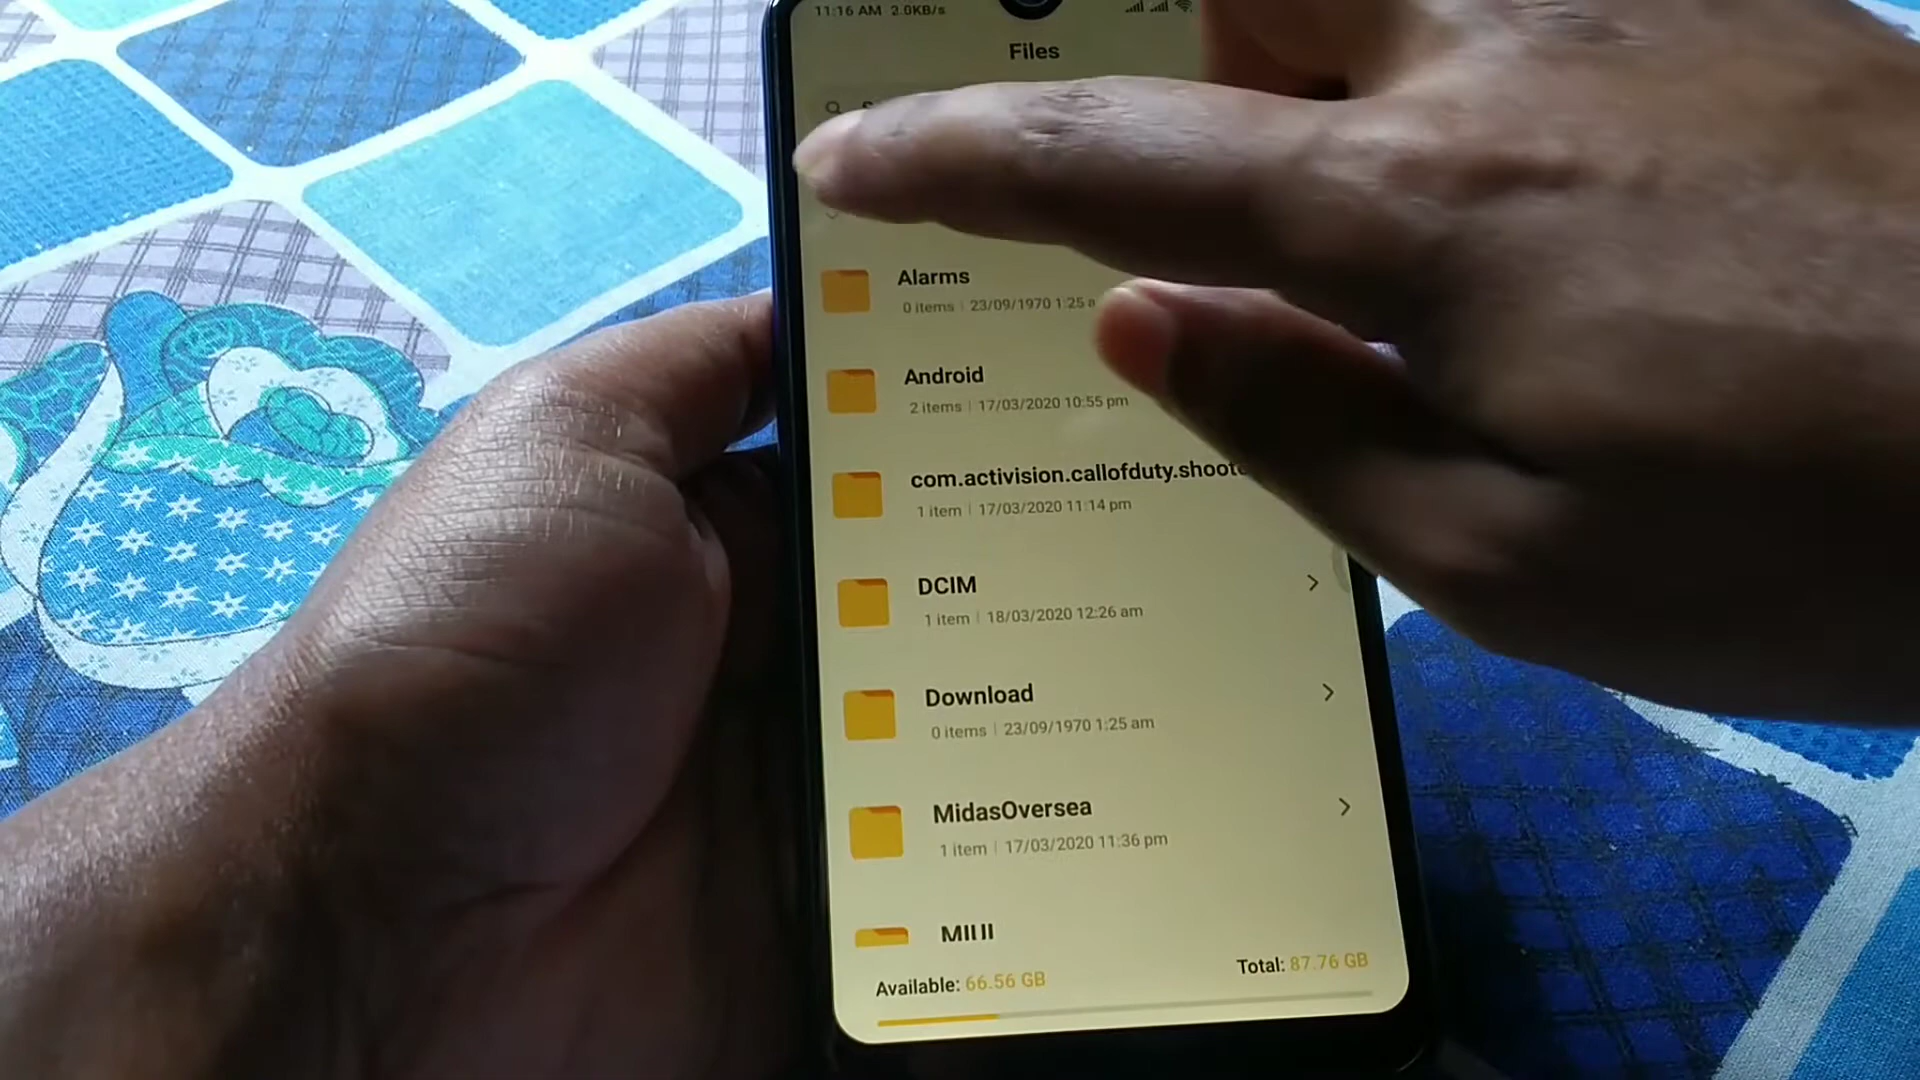 11:16 AM 2.0KB/s
Files
Alarms
0 items | 23/09/1970 1:25 a
Android
2 items | 17/03/2020 10:55 pm
com.activision.callofduty.shoote
1 item | 17/03/2020 11:14 pm
DCIM
1 item | 18/03/2020 12:26 am
Download
0 items | 23/09/1970 1:25 am
MidasOversea
1 item | 17/03/2020 11:36 pm
MIUI
Available: 66.56 GB
Total: 87.76 GB